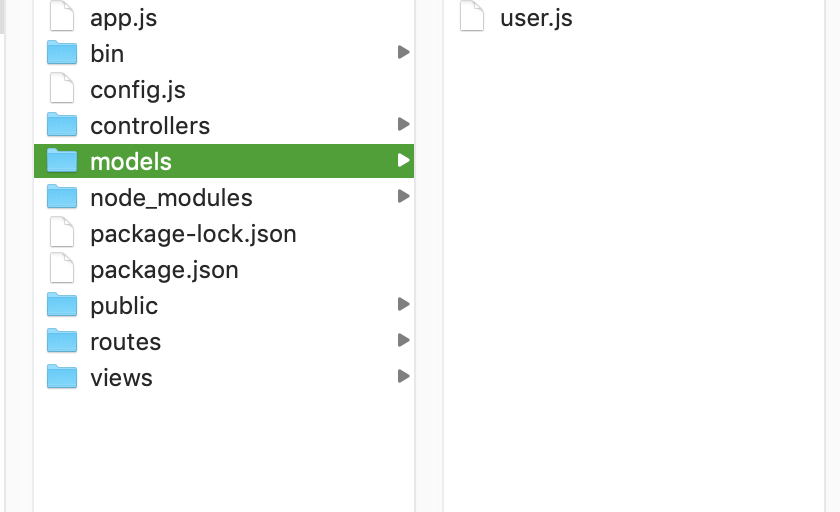 app.js
bin
config.js
controllers
models
node_modules
package-lock.json
package.json
public
routes
views
user.js